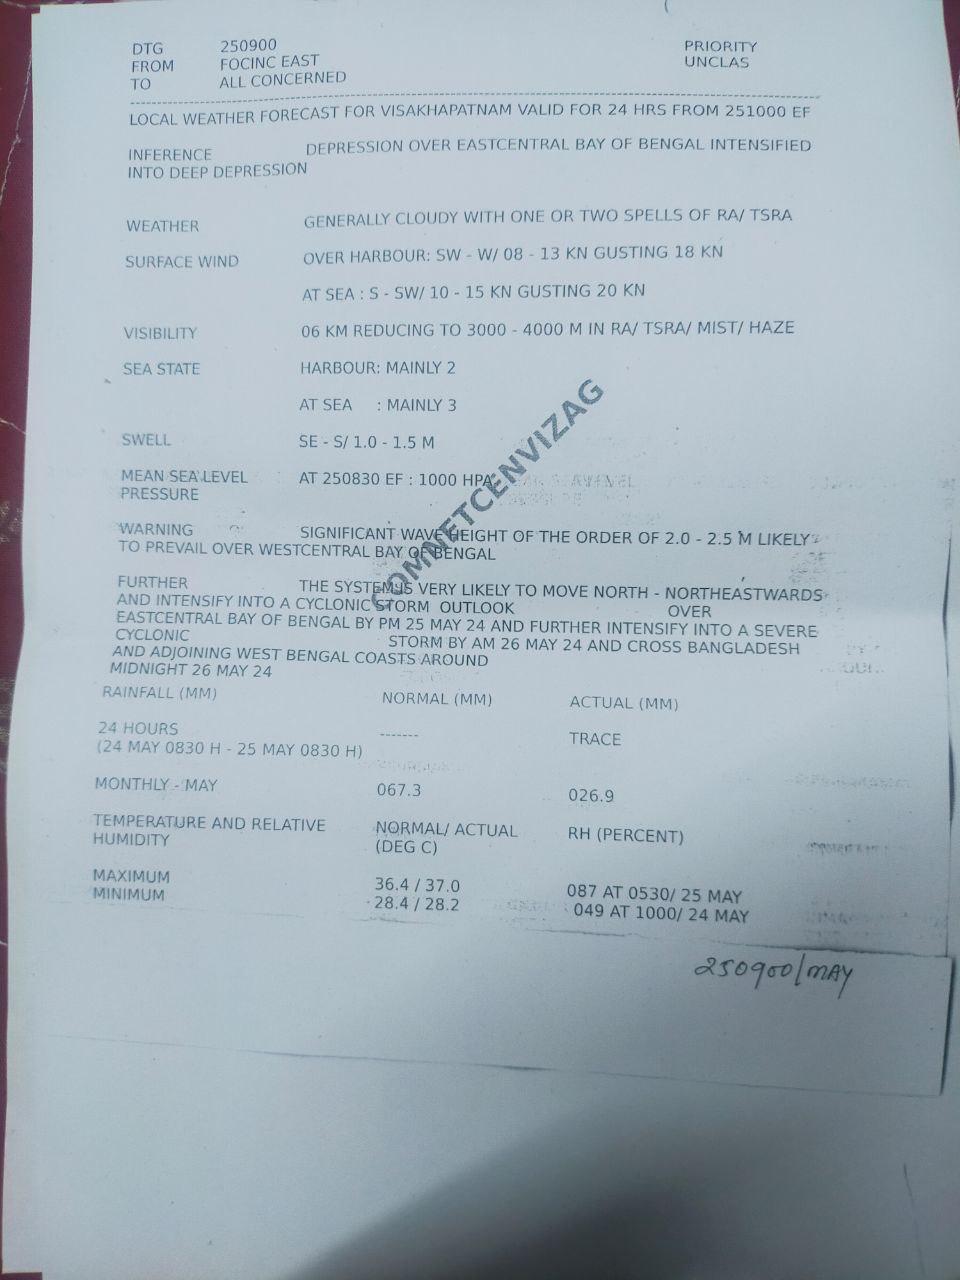 DTG 250900 PRIORITY
FROM FOCINC EAST UNCLAS
TO ALL CONCERNED
LOCAL WEATHER FORECAST FOR VISAKHAPATNAM VALID FOR 24 HRS FROM 251000 EF
INFERENCE DEPRESSION OVER EASTCENTRAL BAY OF BENGAL INTENSIFIED
INTO DEEP DEPRESSION
WEATHER GENERALLY CLOUDY WITH ONE OR TWO SPELLS OF RA/ TSRA
SURFACE WIND OVER HARBOUR: SW - W/ 08 - 13 KN GUSTING 18 KN
AT SEA : S - SW/ 10 - 15 KN GUSTING 20 KN
VISIBILITY 06 KM REDUCING TO 3000 - 4000 M IN RA/ TSRA/ MIST/ HAZE
SEA STATE HARBOUR: MAINLY 2
AT SEA : MAINLY 3
SWELL SE - S/ 1.0 - 1.5 M
MEAN SEA LEVEL AT 250830 EF : 1000 HPA
PRESSURE
COMNETCENVIZAG
WARNING SIGNIFICANT WAVE HEIGHT OF THE ORDER OF 2.0 - 2.5 M LIKELY
TO PREVAIL OVER WESTCENTRAL BAY OF BENGAL
FURTHER THE SYSTEM IS VERY LIKELY TO MOVE NORTH - NORTHEASTWARDS
AND INTENSIFY INTO A CYCLONIC STORM OUTLOOK OVER
EASTCENTRAL BAY OF BENGAL BY PM 25 MAY 24 AND FURTHER INTENSIFY INTO A SEVERE
CYCLONIC STORM BY AM 26 MAY 24 AND CROSS BANGLADESH
AND ADJOINING WEST BENGAL COASTS AROUND
MIDNIGHT 26 MAY 24
RAINFALL (MM) NORMAL (MM) ACTUAL (MM)
24 HOURS ------- TRACE
(24 MAY 0830 H - 25 MAY 0830 H)
MONTHLY - MAY 067.3 026.9
TEMPERATURE AND RELATIVE NORMAL/ ACTUAL RH (PERCENT)
HUMIDITY (DEG C)
MAXIMUM 36.4 / 37.0 087 AT 0530/ 25 MAY
MINIMUM 28.4 / 28.2 049 AT 1000/ 24 MAY
250900/MAY